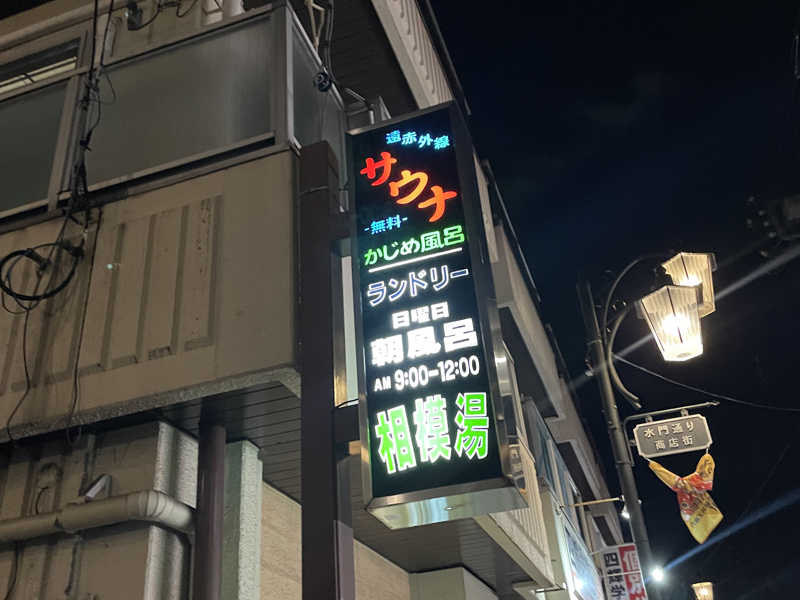 遠赤外線
サウナ
-無料-
かじめ風呂
ランドリー
日曜日
朝風呂
AM 9:00-12:00
相模湯
水門通り
商店街